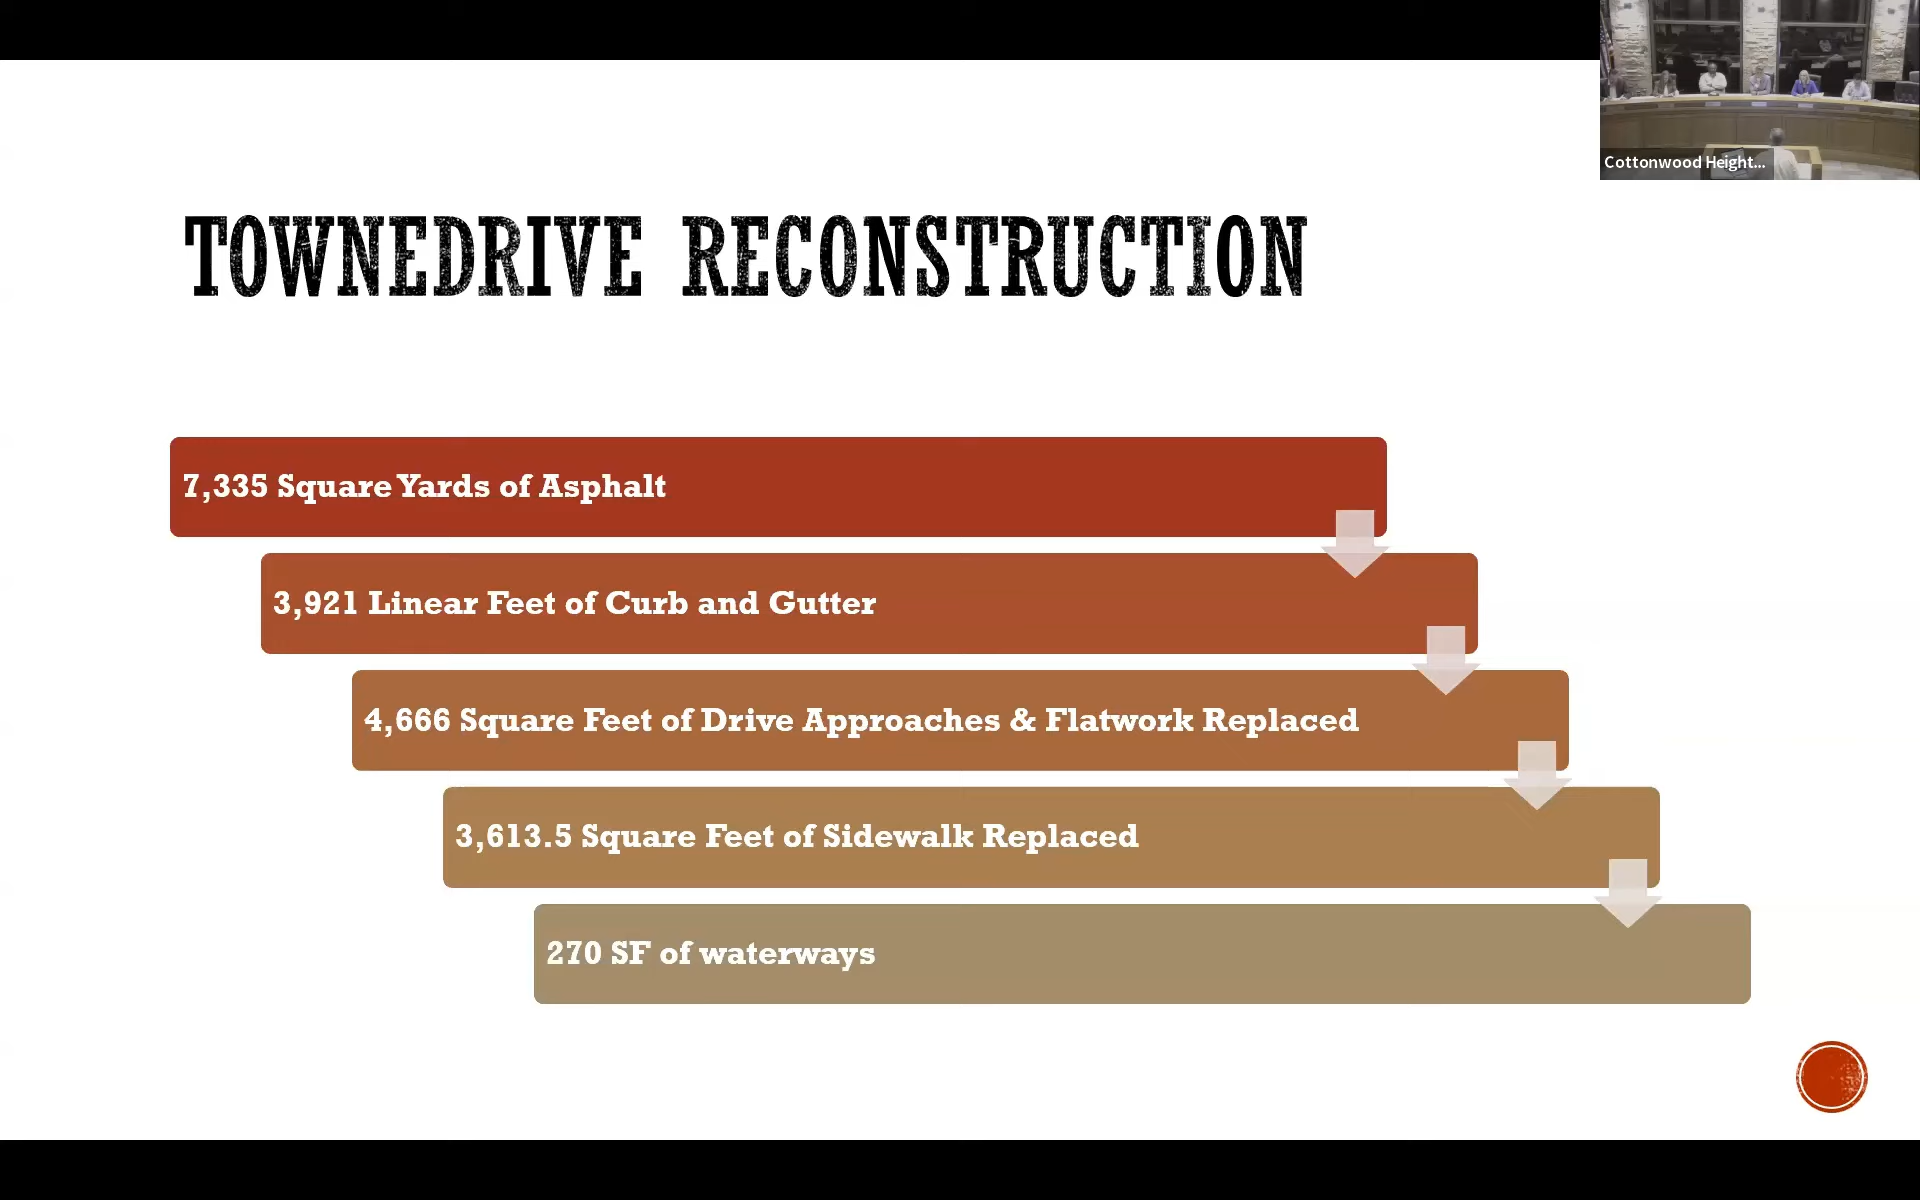 Cottonwood Height...
TOWNEDRIVE RECONSTRUCTION
7,335 Square Yards of Asphalt
3,921 Linear Feet of Curb and Gutter
4,666 Square Feet of Drive Approaches & Flatwork Replaced
3,613.5 Square Feet of Sidewalk Replaced
270 SF of waterways